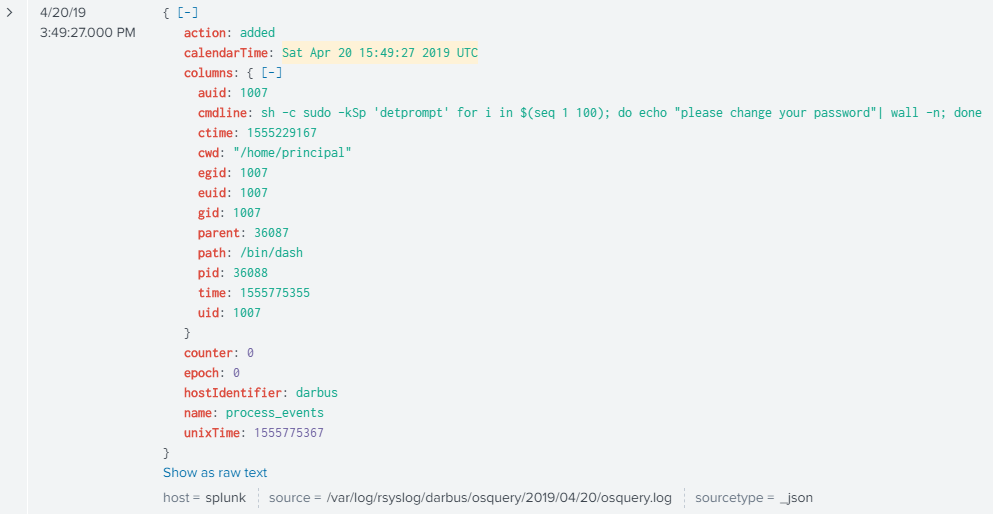 4/20/19
3:49:27.000 PM
{ [-]
action: added
calendarTime: Sat Apr 20 15:49:27 2019 UTC
columns: { [-]
auid: 1007
cmdline: sh -c sudo -kSp 'detprompt' for i in $(seq 1 100); do echo "please change your password"| wall -n; done
ctime: 1555229167
cwd: "/home/principal"
egid: 1007
euid: 1007
gid: 1007
parent: 36087
path: /bin/dash
pid: 36088
time: 1555775355
uid: 1007
}
counter: 0
epoch: 0
hostIdentifier: darbus
name: process_events
unixTime: 1555775367
}
Show as raw text
host = splunk source = /var/log/rsyslog/darbus/osquery/2019/04/20/osquery.log sourcetype = _json